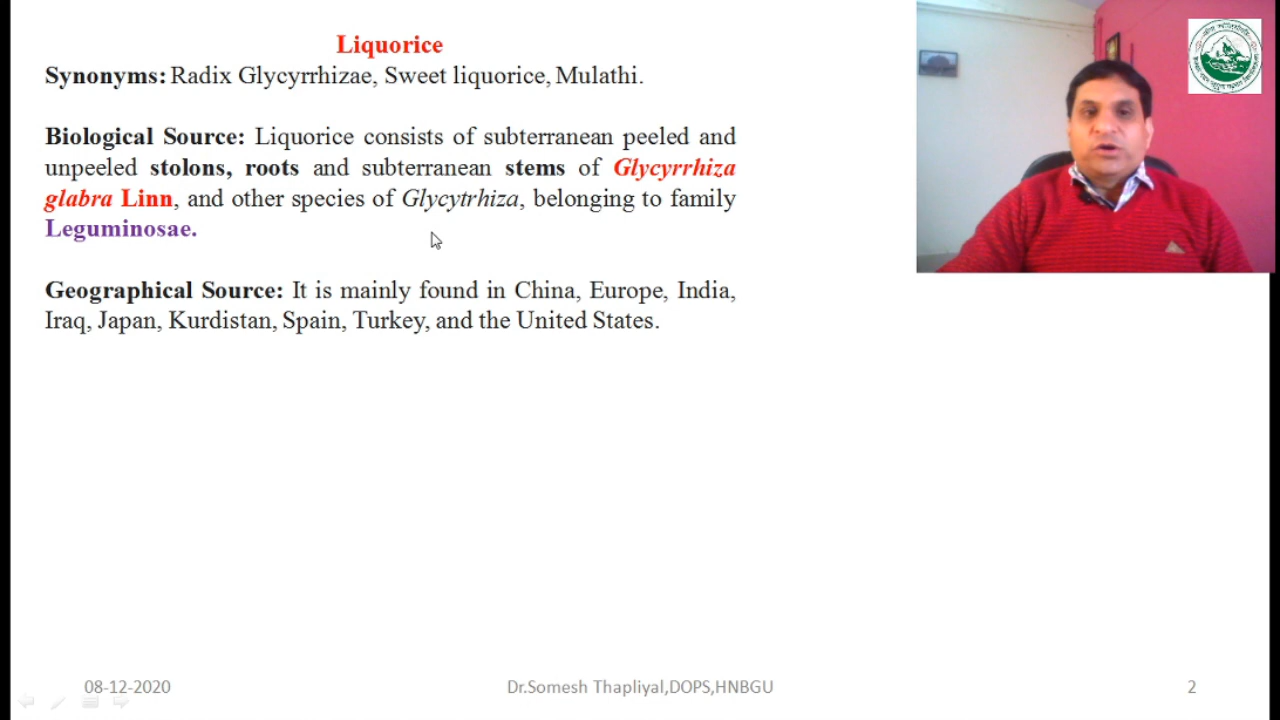 Liquorice
Synonyms: Radix Glycyrrhizae, Sweet liquorice, Mulathi.
Biological Source: Liquorice consists of subterranean peeled and
unpeeled stolons, roots and subterranean stems of Glycyrrhiza
glabra Linn, and other species of Glycytrhiza, belonging to family
Leguminosae.
Geographical Source: It is mainly found in China, Europe, India,
Iraq, Japan, Kurdistan, Spain, Turkey, and the United States.
08-12-2020
Dr.Somesh Thapliyal,DOPS,HNBGU
2